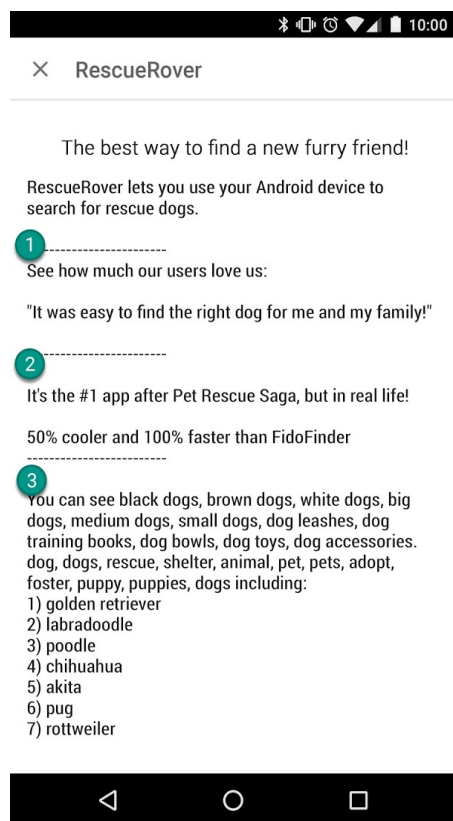 10:00
RescueRover
The best way to find a new furry friend!
RescueRover lets you use your Android device to
search for rescue dogs.
1
----------------------
See how much our users love us:
"It was easy to find the right dog for me and my family!"
----------------------
2
It's the #1 app after Pet Rescue Saga, but in real life!
50% cooler and 100% faster than FidoFinder
-------------------------
3
You can see black dogs, brown dogs, white dogs, big
dogs, medium dogs, small dogs, dog leashes, dog
training books, dog bowls, dog toys, dog accessories.
dog, dogs, rescue, shelter, animal, pet, pets, adopt,
foster, puppy, puppies, dogs including:
1) golden retriever
2) labradoodle
3) poodle
4) chihuahua
5) akita
6) pug
7) rottweiler